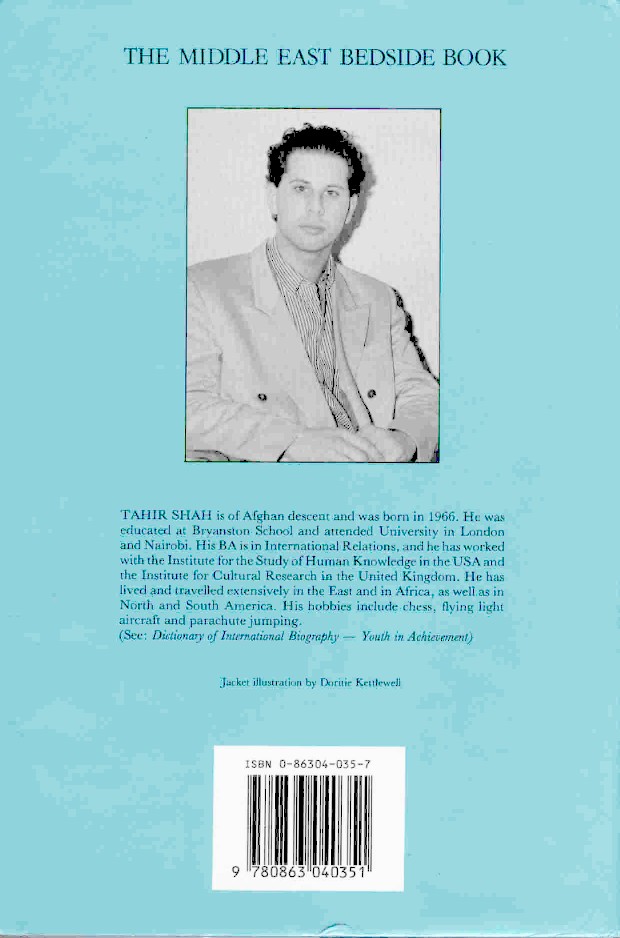 THE MIDDLE EAST BEDSIDE BOOK
TAHIR SHAH is of Afghan descent and was born in 1966. He was
educated at Bryanston School and attended University in London
and Nairobi. His BA is in International Relations, and he has worked
with the Institute for the Study of Human Knowledge in the USA and
the Institute for Cultural Research in the United Kingdom. He has
lived and travelled extensively in the East and in Africa, as well as in
North and South America. His hobbies include chess, flying light
aircraft and parachute jumping.
(See: Dictionary of International Biography — Youth in Achievement)
Jacket illustration by Dorine Kettlewell
ISBN 0-86304-035-7
9 780863 040351